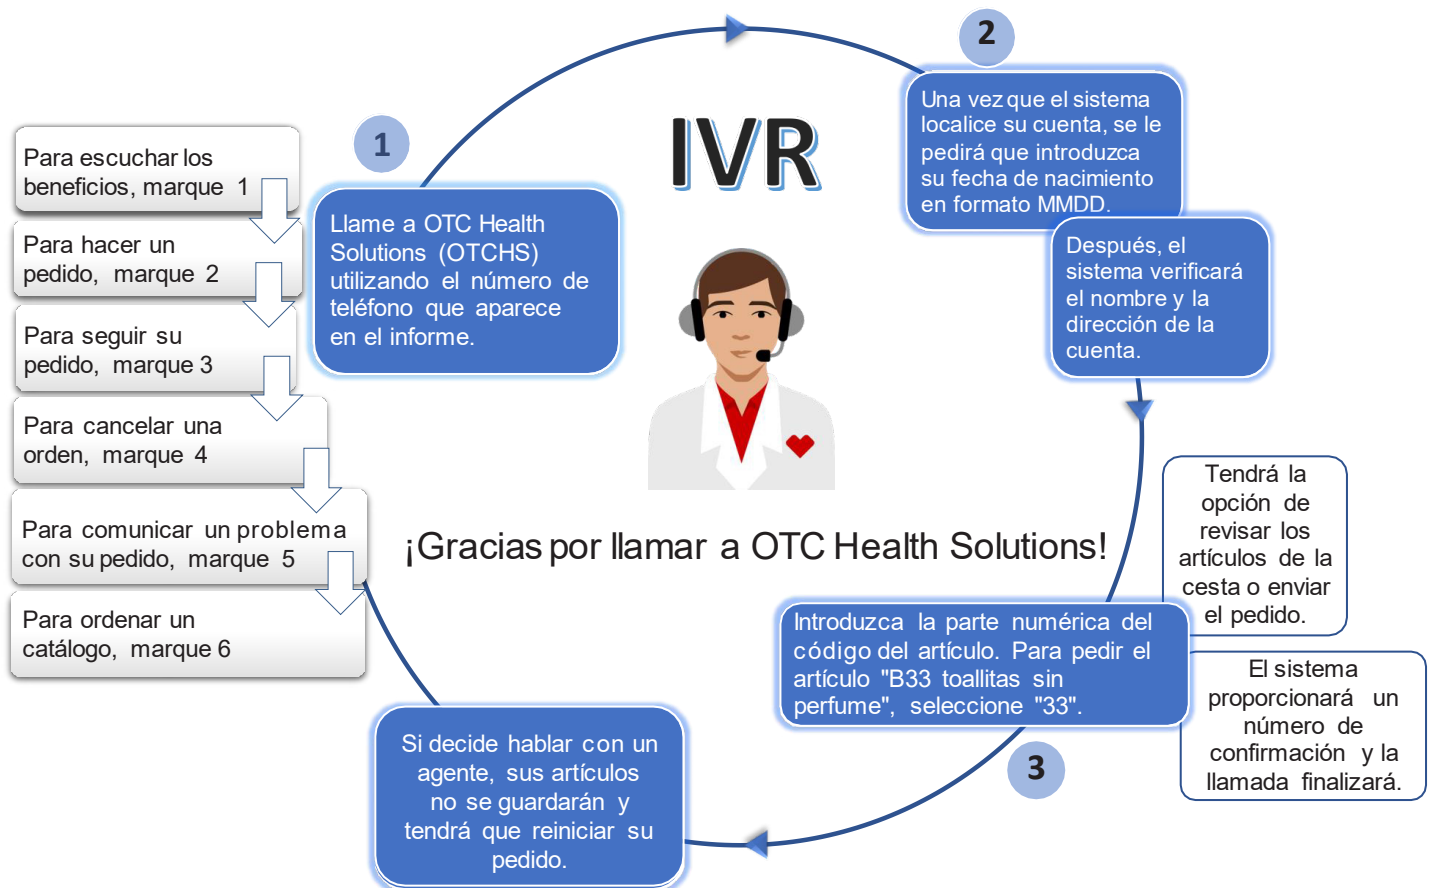 IVR
1
Llame a OTC Health
Solutions (OTCHS)
utilizando el número de
teléfono que aparece
en el informe.
Para escuchar los
beneficios, marque 1
Para hacer un
pedido, marque 2
Para seguir su
pedido, marque 3
Para cancelar una
orden, marque 4
Para comunicar un problema
con su pedido, marque 5
Para ordenar un
catálogo, marque 6
2
Una vez que el sistema
localice su cuenta, se le
pedirá que introduzca
su fecha de nacimiento
en formato MMDD.
Después, el
sistema verificará
el nombre y la
dirección de la
cuenta.
¡Gracias por llamar a OTC Health Solutions!
3
Introduzca la parte numérica del
código del artículo. Para pedir el
artículo "B33 toallitas sin
perfume", seleccione "33".
Tendrá la
opción de
revisar los
artículos de la
cesta o enviar
el pedido.
El sistema
proporcionará un
número de
confirmación y la
llamada finalizará.
Si decide hablar con un
agente, sus artículos
no se guardarán y
tendrá que reiniciar su
pedido.